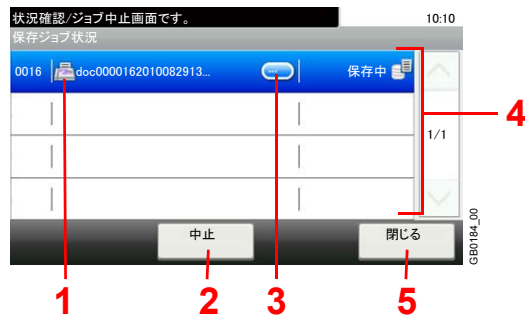 状況確認/ジョブ中止画面です。 10:10
保存ジョブ状況
0016 doc0000162010082913... 保存中
1/1
4
中止 閉じる
GB0184_00
1 2 3 5